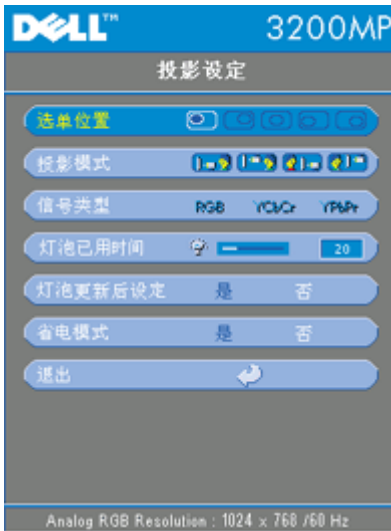 DELL™ 3200MP
投影设定
选单位置
投影模式
信号类型 RGB YCbCr YPbPr
灯泡已用时间 20
灯泡更新后设定 是 否
省电模式 是 否
退出
Analog RGB Resolution : 1024 x 768 /60 Hz